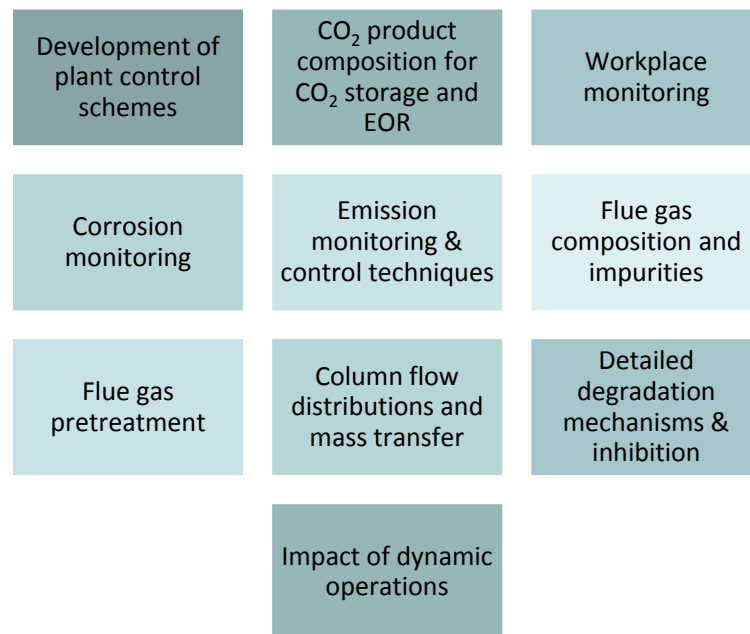 Development of
plant control
schemes
CO₂ product
composition for
CO₂ storage and
EOR
Workplace
monitoring
Corrosion
monitoring
Emission
monitoring &
control techniques
Flue gas
composition and
impurities
Flue gas
pretreatment
Column flow
distributions and
mass transfer
Detailed
degradation
mechanisms &
inhibition
Impact of dynamic
operations